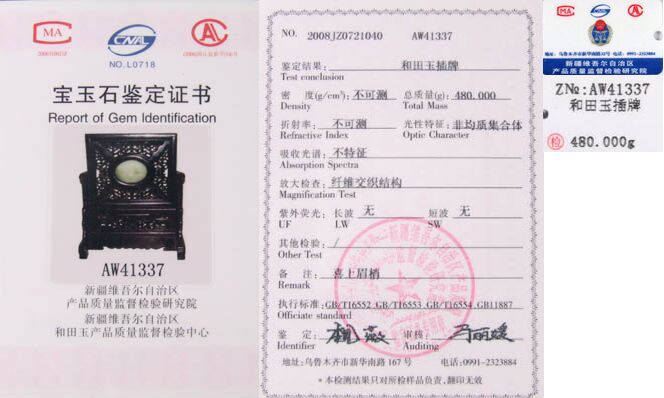 MA
CNAL
AL
NO.L0718
宝玉石鉴定证书
Report of Gem Identification
AW41337
新疆维吾尔自治区
产品质量监督检验研究院
新疆维吾尔自治区
和田玉产品质量监督检验中心
NO. 2008JZ0721040 AW41337
鉴定结果: 和田玉插牌
Test conclusion
密 度(g/cm³): 不可测 总质量(g): 480.000
Density Total Mass
折射率: 不可测 光性特征: 非均质集合体
Refractive Index Optic Character
吸收光谱: 不特征
Absorption Spectra
放大检查: 纤维交织结构
Magnification Test
紫外荧光: 长波 无 短波 无
UF LW SW
其他检验: /
Other Test
备 注: 喜上眉梢
Remark
执行标准: GB/T16552 GB/T16553 GB/T16554 GB11887
Officiate standard
鉴 定: 审核:
Identifier Auditing
地址:乌鲁木齐市新华南路 167 号 电话:0991-2323884
*本检测结果只对所检样品负责,翻印无效
MA
AL
电话: 0991-2323884
新疆维吾尔自治区
产品质量监督检验研究院
ZNo:AW41337
和田玉插牌
检 480.000g